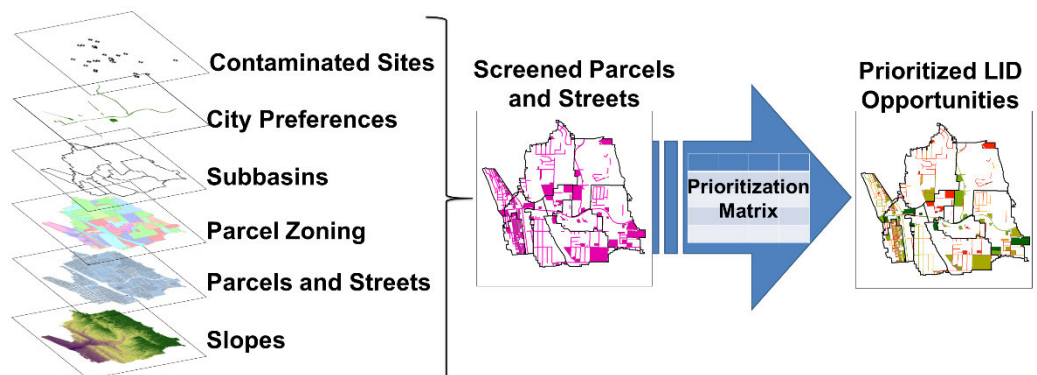 Contaminated Sites
City Preferences
Subbasins
Parcel Zoning
Parcels and Streets
Slopes
Screened Parcels
and Streets
Prioritization
Matrix
Prioritized LID
Opportunities